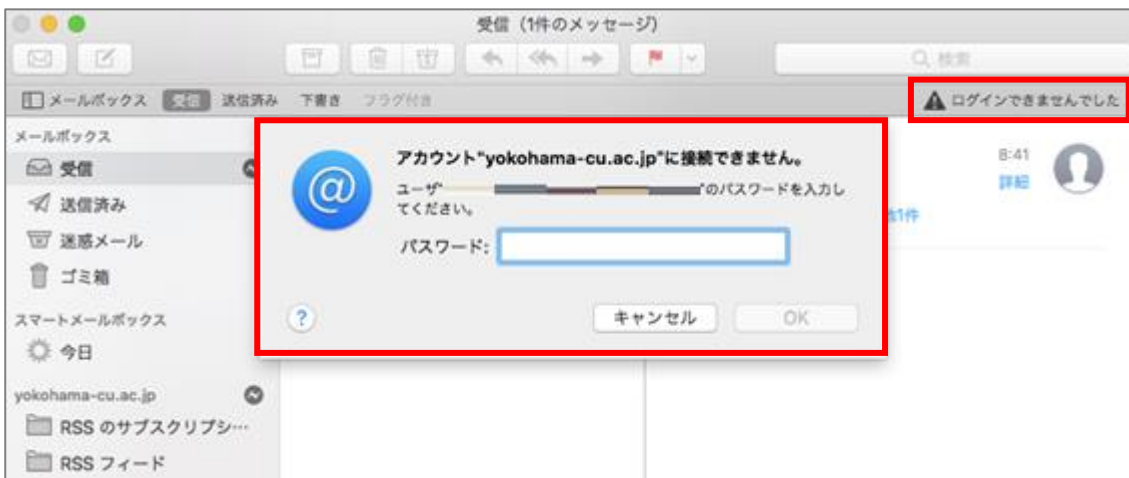 受信（1件のメッセージ）
検索
メールボックス 受信 送信済み 下書き フラグ付き
ログインできませんでした
メールボックス
受信
送信済み
迷惑メール
ゴミ箱
スマートメールボックス
今日
yokohama-cu.ac.jp
RSS のサブスクリプシ…
RSS フィード
アカウント"yokohama-cu.ac.jp"に接続できません。
ユーザ" "のパスワードを入力し
てください。
パスワード:
?
キャンセル OK
8:41
詳細
1件